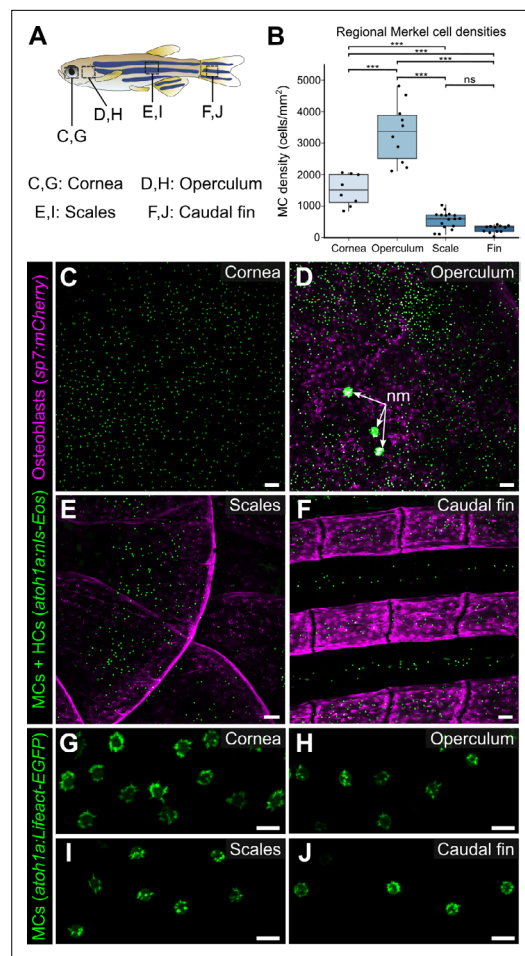 A
C,G
D,H
E,I
F,J
C,G: Cornea D,H: Operculum
E,I: Scales F,J: Caudal fin
B
Regional Merkel cell densities
***
***
*** ***
*** ns
MC density (cells/mm²)
5000
4000
3000
2000
1000
0
Cornea Operculum Scale Fin
Osteoblasts (sp7:mCherry)
MCs + HCs (atoh1a:nls-Eos)
C Cornea
D Operculum
nm
E Scales
F Caudal fin
MCs (atoh1a:Lifeact-EGFP)
G Cornea
H Operculum
I Scales
J Caudal fin